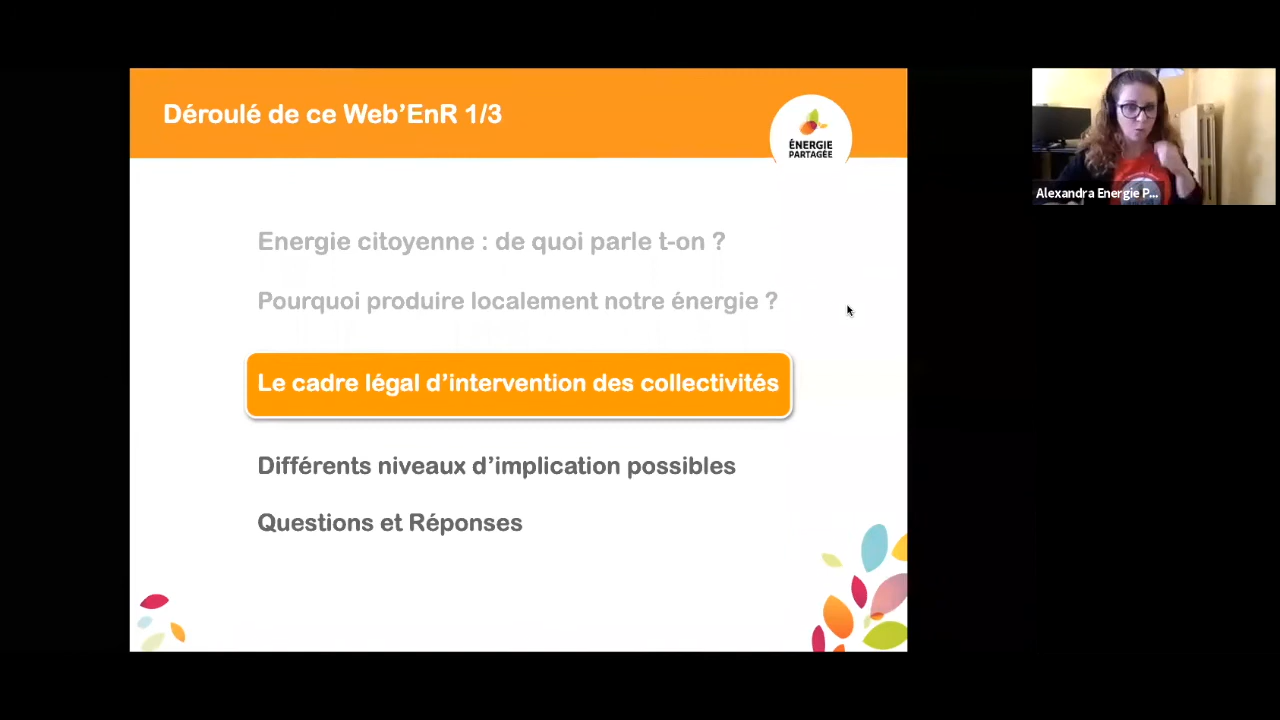 Déroulé de ce Web'EnR 1/3
ÉNERGIE
PARTAGÉE
Energie citoyenne : de quoi parle t-on ?
Pourquoi produire localement notre énergie ?
Le cadre légal d'intervention des collectivités
Différents niveaux d'implication possibles
Questions et Réponses
Alexandra Energie P...